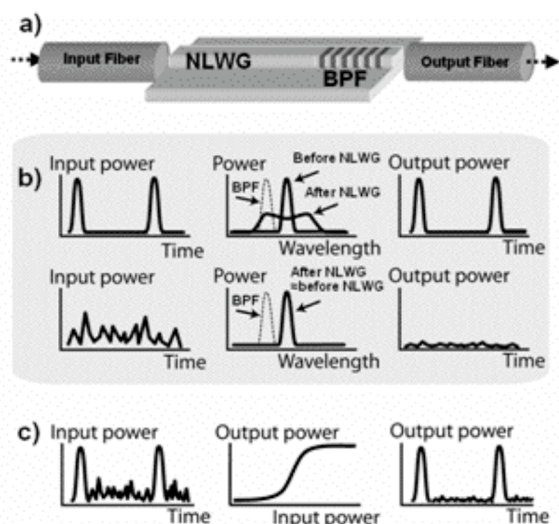 a)
Input Fiber
NLWG
BPF
Output Fiber
b)
Input power
Time
Power
BPF
Before NLWG
After NLWG
Wavelength
Output power
Time
Input power
Time
Power
BPF
After NLWG
=before NLWG
Wavelength
Output power
Time
c)
Input power
Time
Output power
Input power
Output power
Time